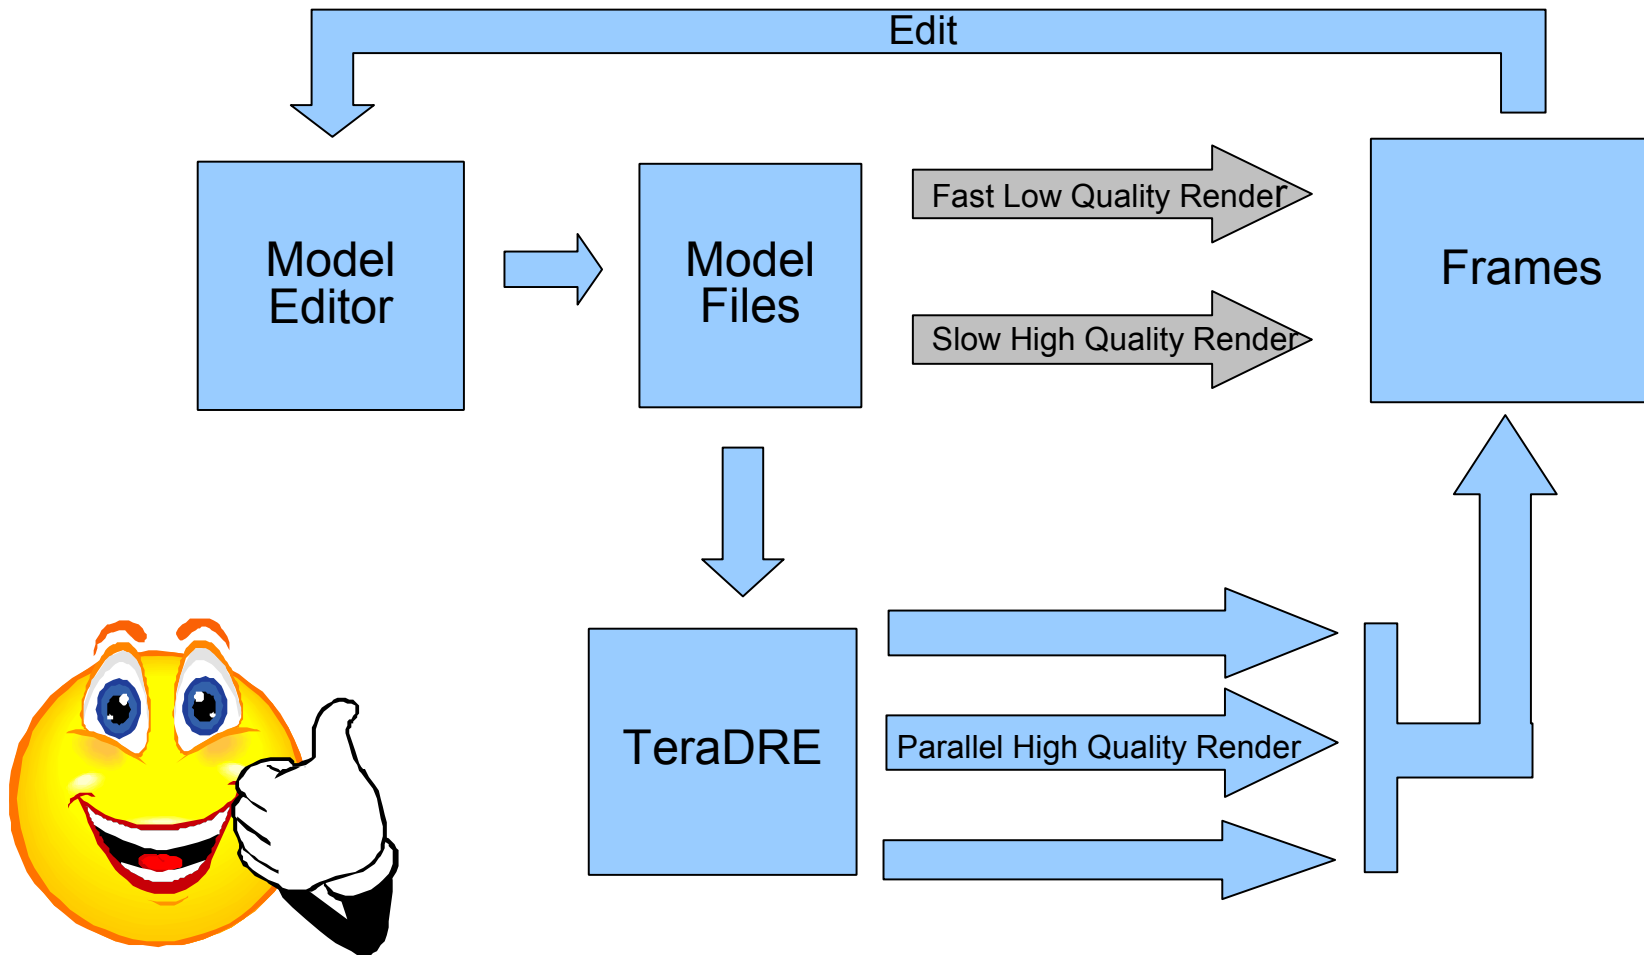 Edit
Model
Editor
Model
Files
Fast Low Quality Render
Slow High Quality Render
Frames
TeraDRE
Parallel High Quality Render